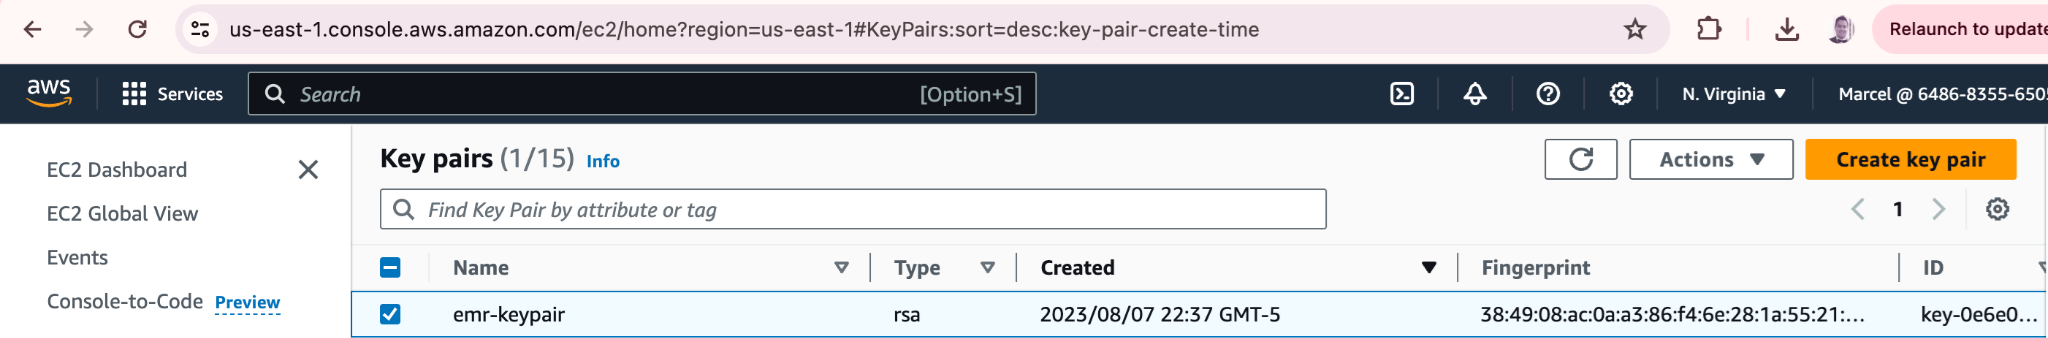 us-east-1.console.aws.amazon.com/ec2/home?region=us-east-1#KeyPairs:sort=desc:key-pair-create-time
Relaunch to update
aws
Services
Search
[Option+S]
N. Virginia
Marcel @ 6486-8355-650
EC2 Dashboard
EC2 Global View
Events
Console-to-Code Preview
Key pairs (1/15) Info
Actions
Create key pair
Find Key Pair by attribute or tag
1
Name Type Created Fingerprint ID
emr-keypair rsa 2023/08/07 22:37 GMT-5 38:49:08:ac:0a:a3:86:f4:6e:28:1a:55:21:... key-0e6e0...